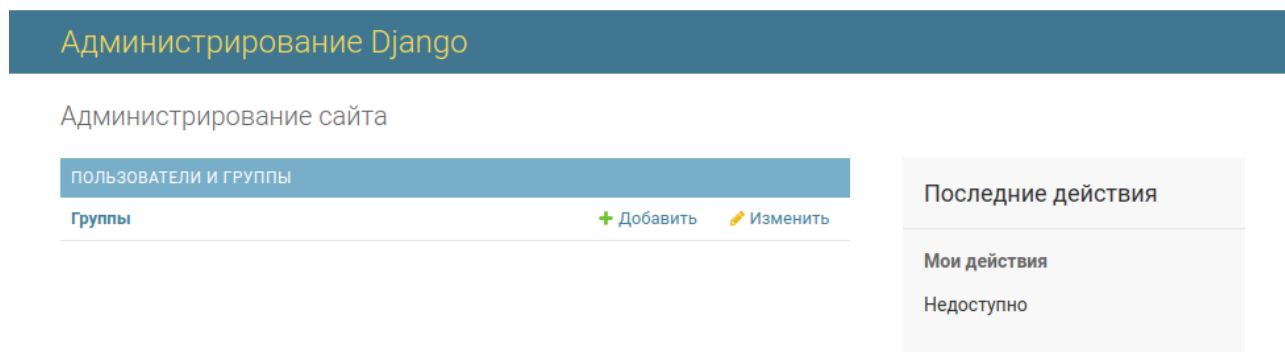 Администрирование Django
Администрирование сайта
ПОЛЬЗОВАТЕЛИ И ГРУППЫ
Группы Добавить Изменить
Последние действия
Мои действия
Недоступно